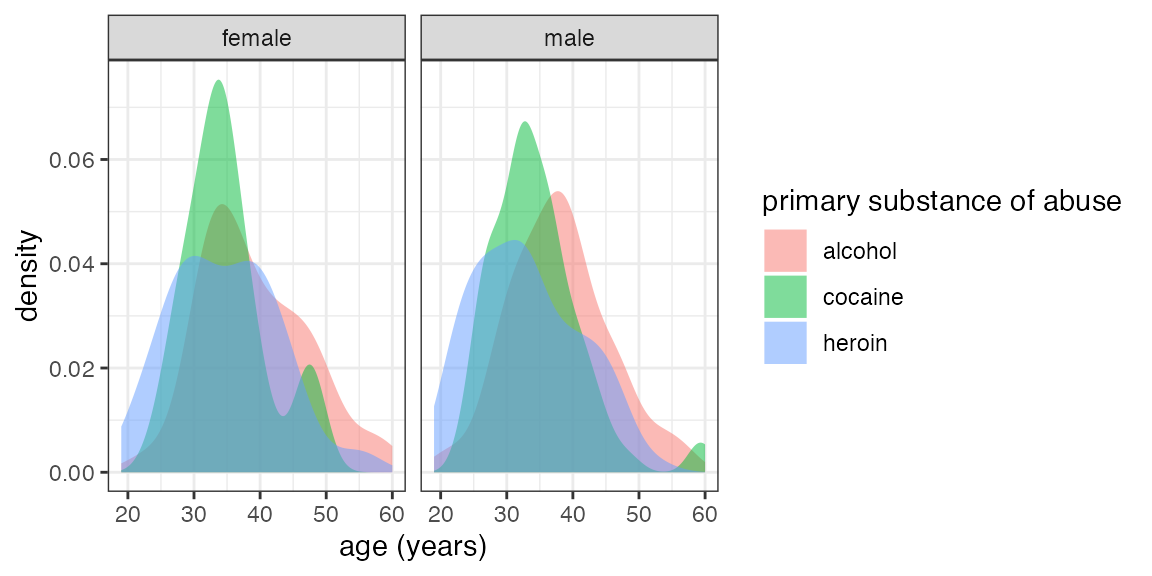 female
male
density
0.06
0.04
0.02
0.00
20 30 40 50 60
20 30 40 50 60
age (years)
primary substance of abuse
alcohol
cocaine
heroin